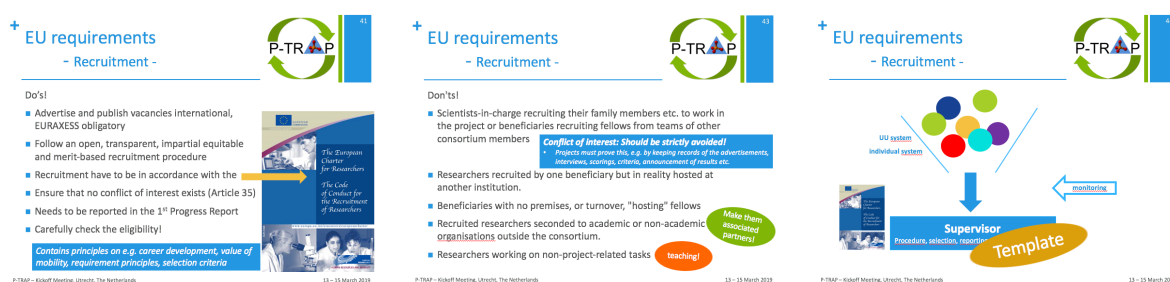 41
+
EU requirements
- Recruitment -
P-TRAP
Do's!
Advertise and publish vacancies international,
EURAXESS obligatory
Follow an open, transparent, impartial equitable
and merit-based recruitment procedure
Recruitment have to be in accordance with the
Ensure that no conflict of interest exists (Article 35)
Needs to be reported in the 1st Progress Report
Carefully check the eligibility!
Contains principles on e.g. career development, value of
mobility, requirement principles, selection criteria
The European
Charter
for Researchers
The Code
of Conduct for
the Recruitment
of Researchers
P-TRAP – Kickoff Meeting, Utrecht, The Netherlands
13 – 15 March 2019
43
+
EU requirements
- Recruitment -
P-TRAP
Don'ts!
Scientists-in-charge recruiting their family members etc. to work in
the project or beneficiaries recruiting fellows from teams of other
consortium members
Conflict of interest: Should be strictly avoided!
• Projects must prove this, e.g. by keeping records of the advertisements,
interviews, scorings, criteria, announcement of results etc.
Researchers recruited by one beneficiary but in reality hosted at
another institution.
Beneficiaries with no premises, or turnover, "hosting" fellows
Recruited researchers seconded to academic or non-academic
organisations outside the consortium.
Make them
associated
partners!
Researchers working on non-project-related tasks
teaching!
P-TRAP – Kickoff Meeting, Utrecht, The Netherlands
13 – 15 March 2019
+
EU requirements
- Recruitment -
P-TRAP
UU system
Individual system
monitoring
Supervisor
Procedure, selection, reporting
Template
P-TRAP – Kickoff Meeting, Utrecht, The Netherlands
13 – 15 March